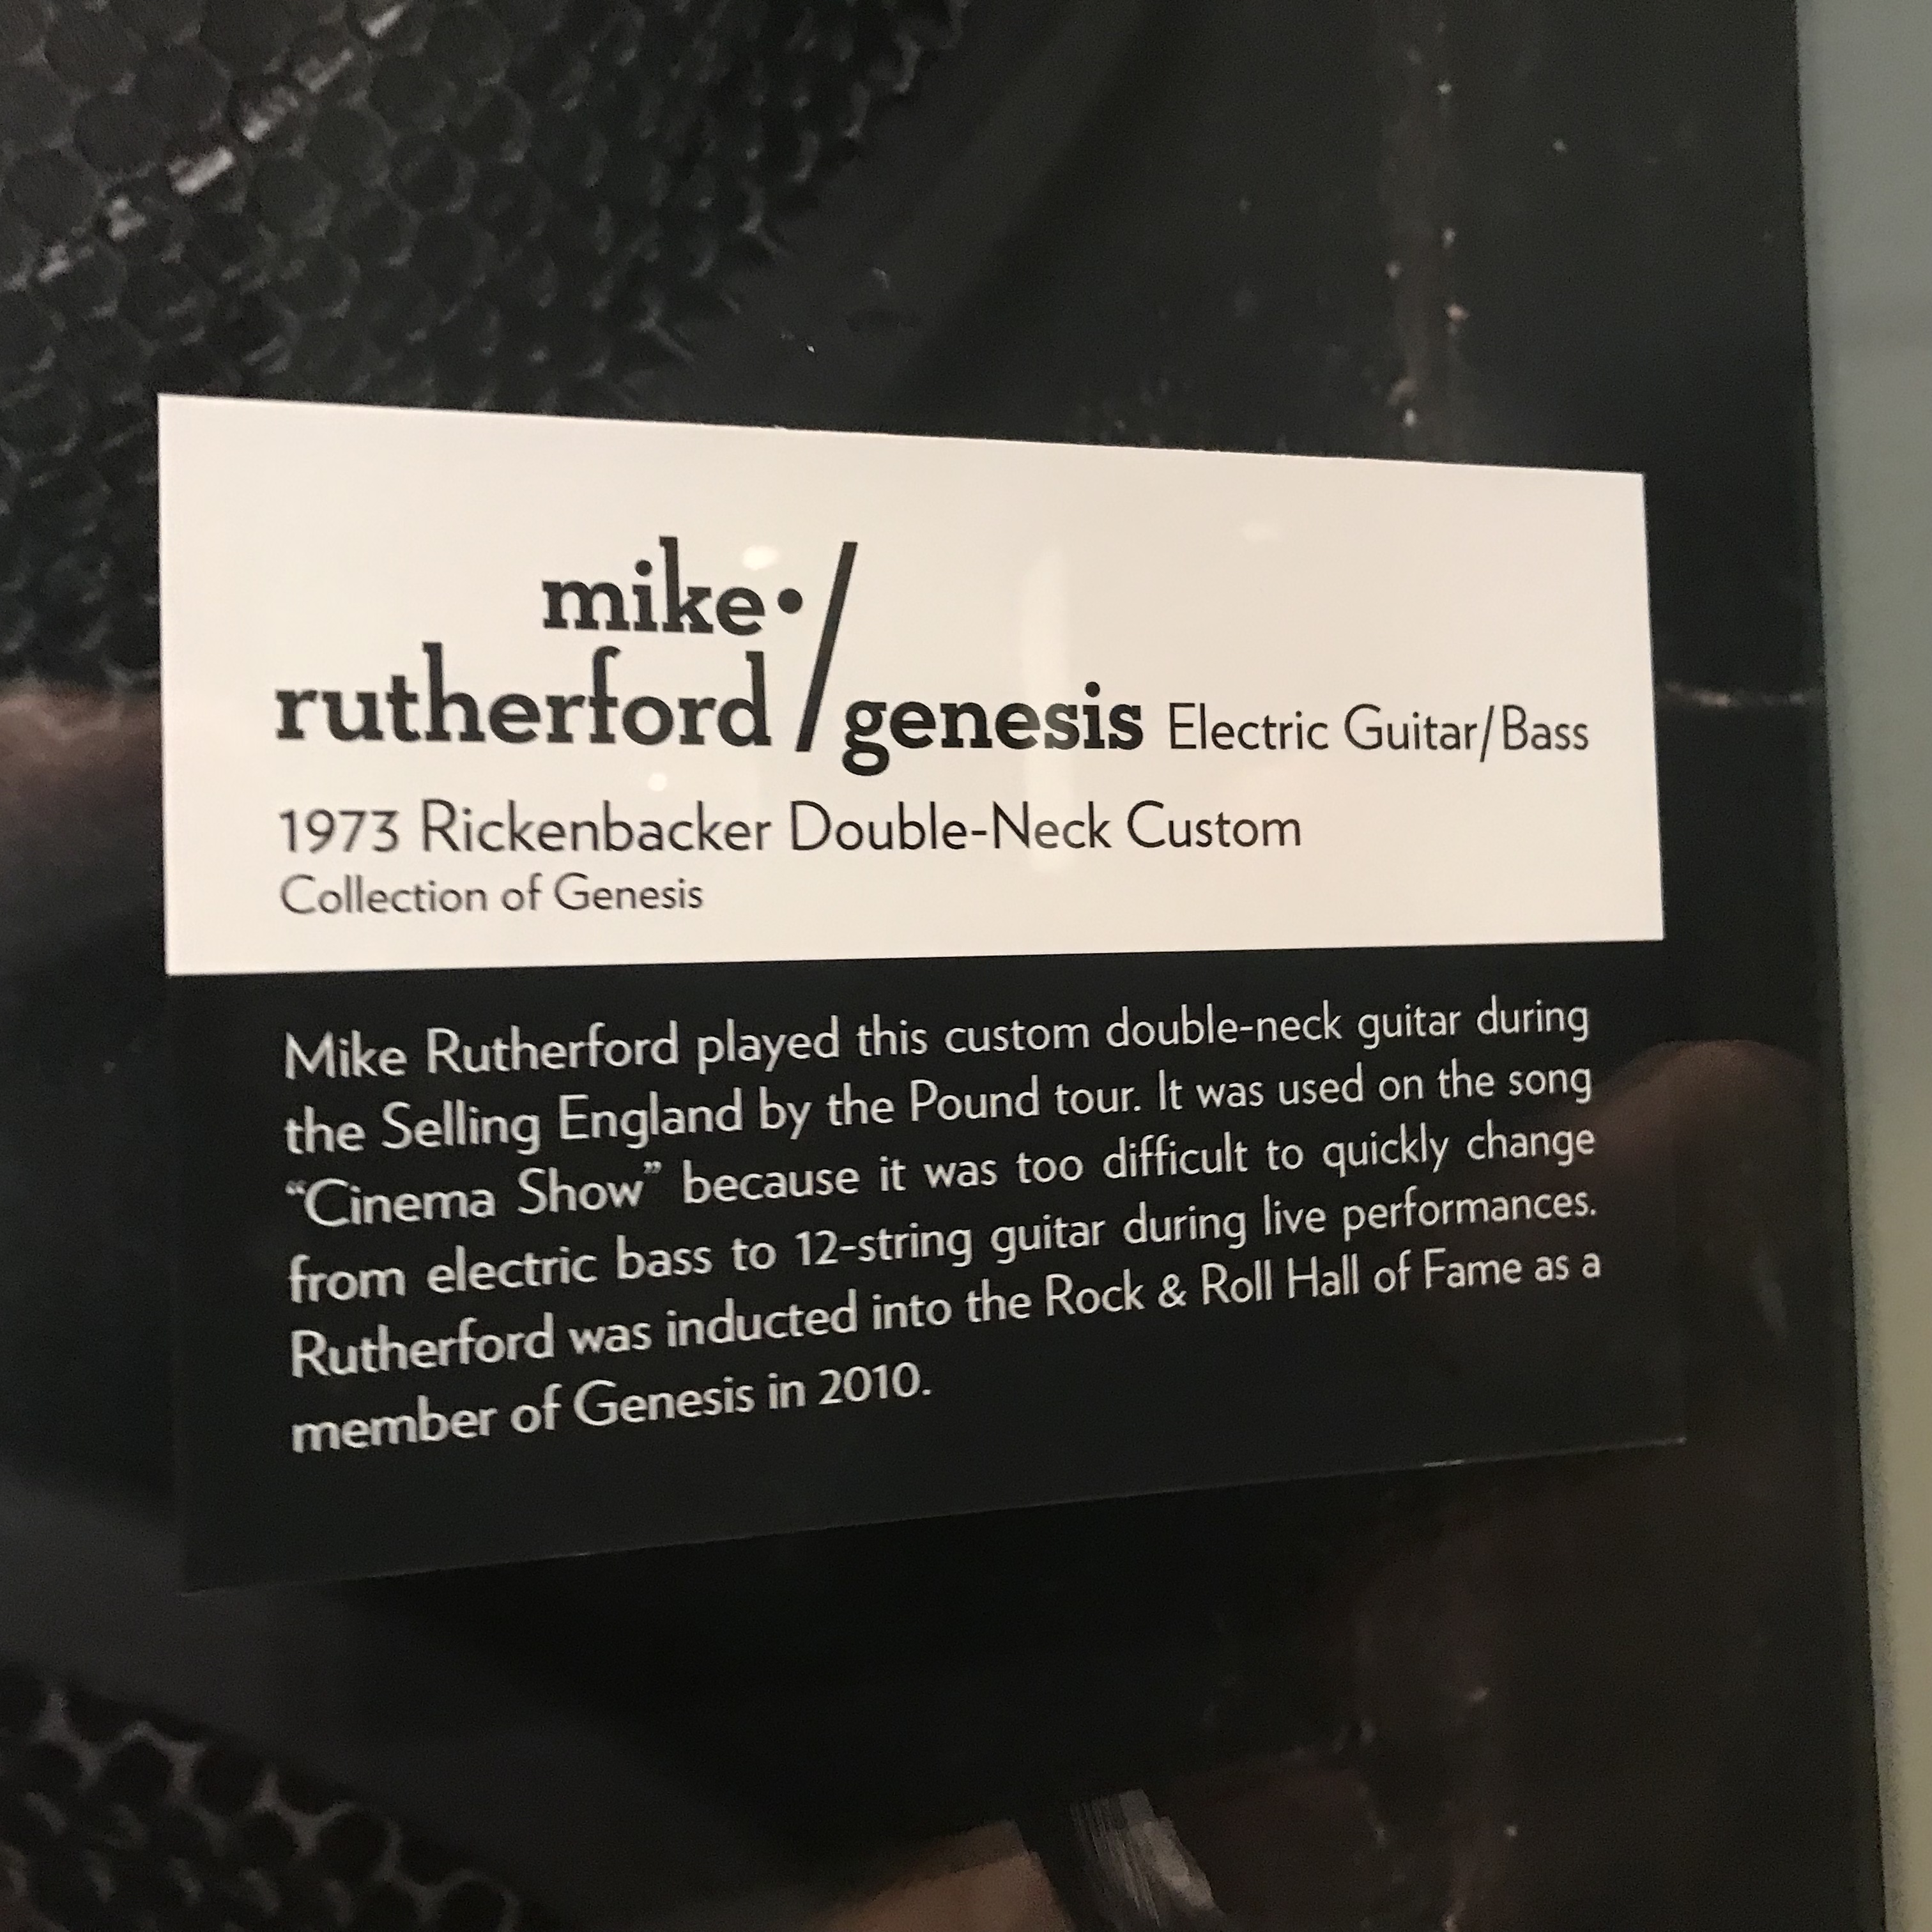 mike•/
rutherford/genesis Electric Guitar/Bass
1973 Rickenbacker Double-Neck Custom
Collection of Genesis
Mike Rutherford played this custom double-neck guitar during
the Selling England by the Pound tour. It was used on the song
“Cinema Show” because it was too difficult to quickly change
from electric bass to 12-string guitar during live performances.
Rutherford was inducted into the Rock & Roll Hall of Fame as a
member of Genesis in 2010.